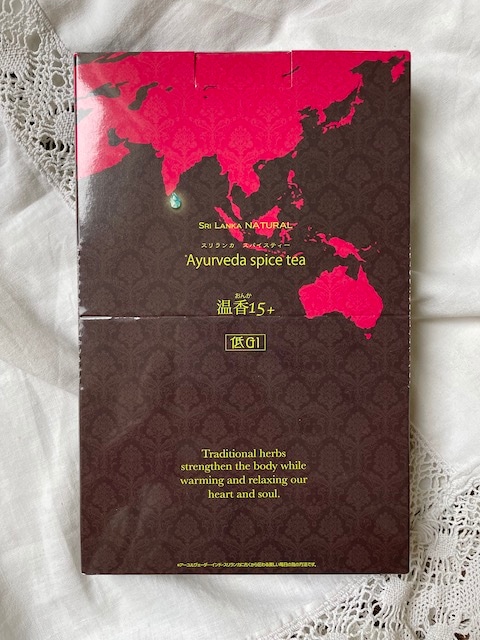 SRI LANKA NATURAL
スリランカ スパイスティー
Ayurveda spice tea
おんか
温香15+
低GI
Traditional herbs
strengthen the body while
warming and relaxing our
heart and soul.